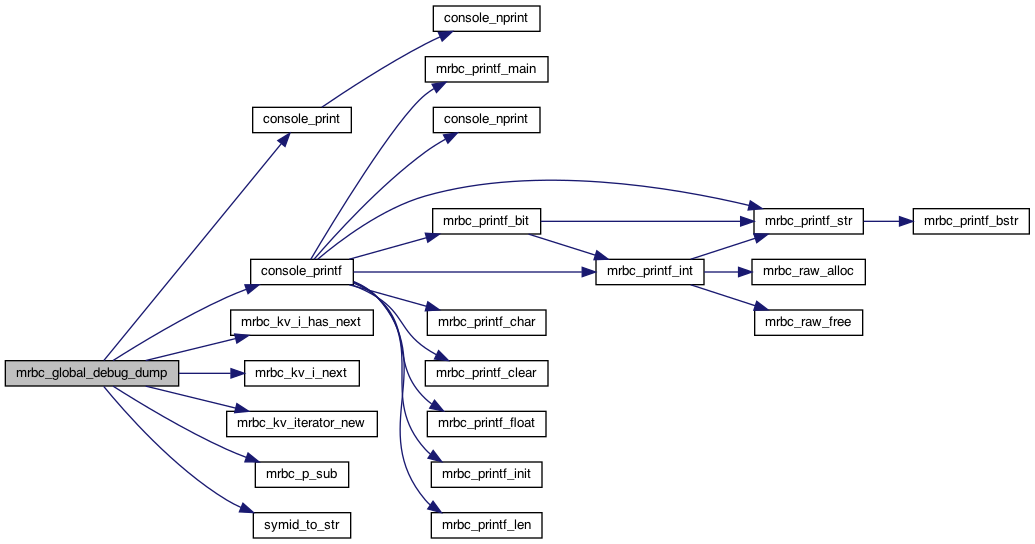 console_nprint
mrbc_printf_main
console_print
console_nprint
mrbc_printf_bit
mrbc_printf_str
mrbc_printf_bstr
console_printf
mrbc_printf_int
mrbc_raw_alloc
mrbc_kv_i_has_next
mrbc_printf_char
mrbc_raw_free
mrbc_global_debug_dump
mrbc_kv_i_next
mrbc_printf_clear
mrbc_kv_iterator_new
mrbc_printf_float
mrbc_p_sub
mrbc_printf_init
symid_to_str
mrbc_printf_len